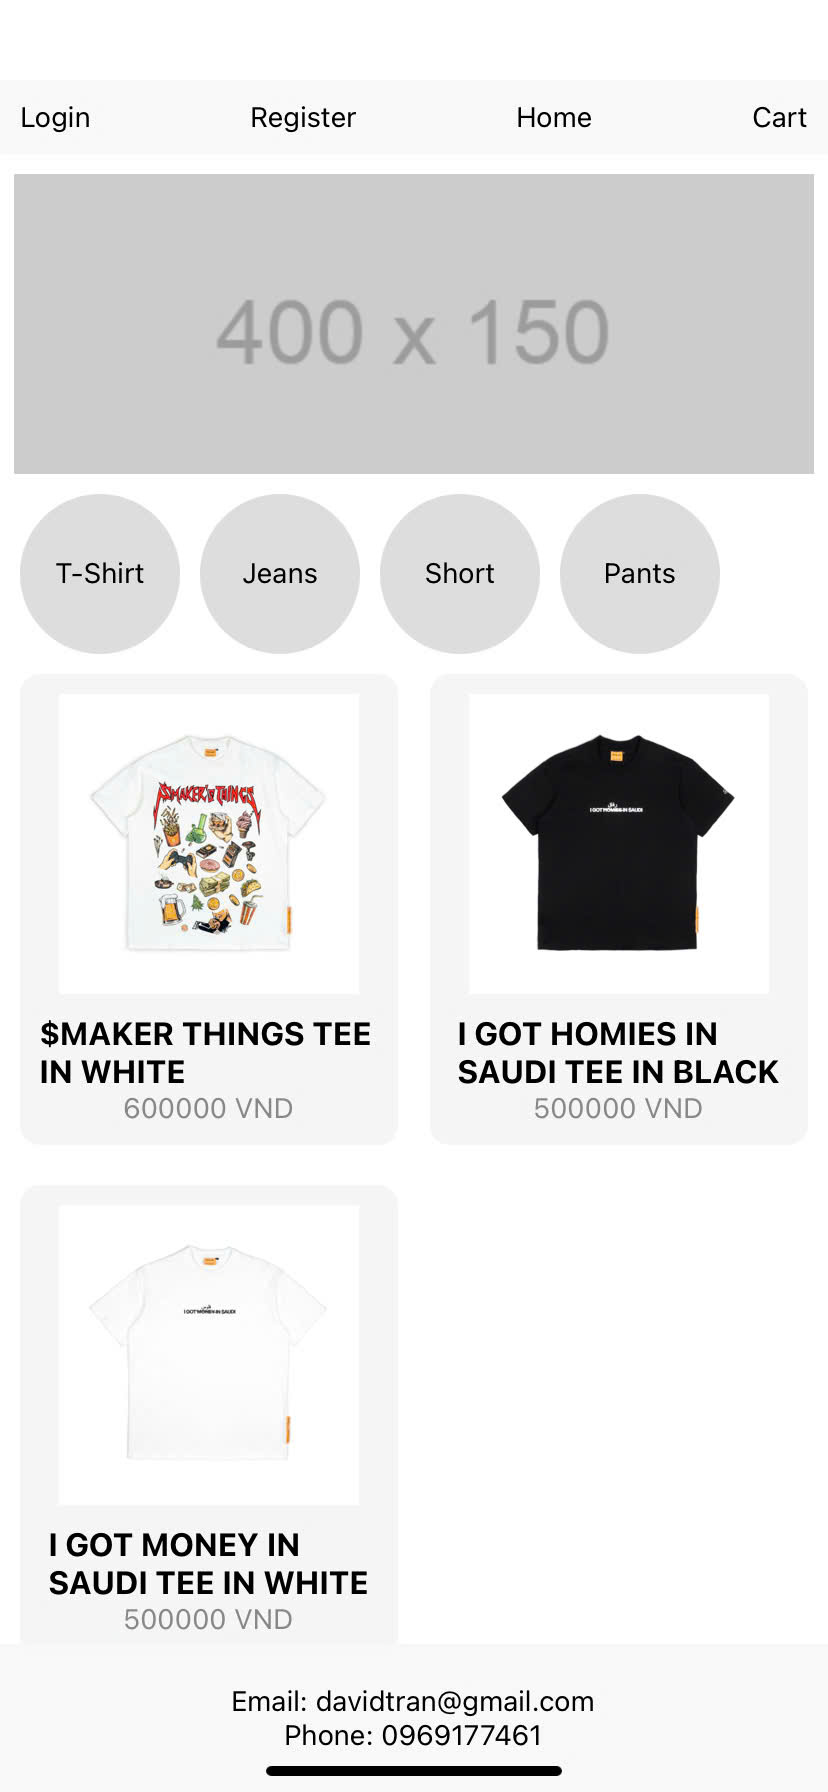 Login Register Home Cart
400 x 150
T-Shirt Jeans Short Pants
$MAKER'S THINGS
I GOT HOMIES IN SAUDI
$MAKER THINGS TEE
IN WHITE
600000 VND
I GOT HOMIES IN
SAUDI TEE IN BLACK
500000 VND
I GOT MONEY IN SAUDI
I GOT MONEY IN
SAUDI TEE IN WHITE
500000 VND
Email: davidtran@gmail.com
Phone: 0969177461